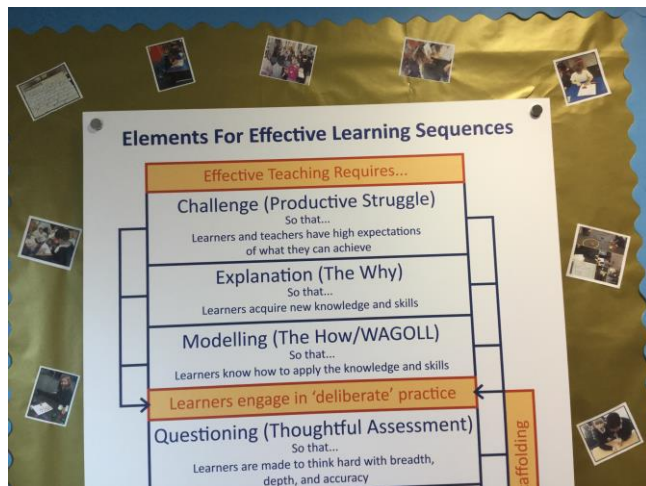 Elements For Effective Learning Sequences
Effective Teaching Requires...
Challenge (Productive Struggle)
So that...
Learners and teachers have high expectations
of what they can achieve
Explanation (The Why)
So that...
Learners acquire new knowledge and skills
Modelling (The How/WAGOLL)
So that...
Learners know how to apply the knowledge and skills
Learners engage in ‘deliberate’ practice
Questioning (Thoughtful Assessment)
So that...
Learners are made to think hard with breadth,
depth, and accuracy
affolding